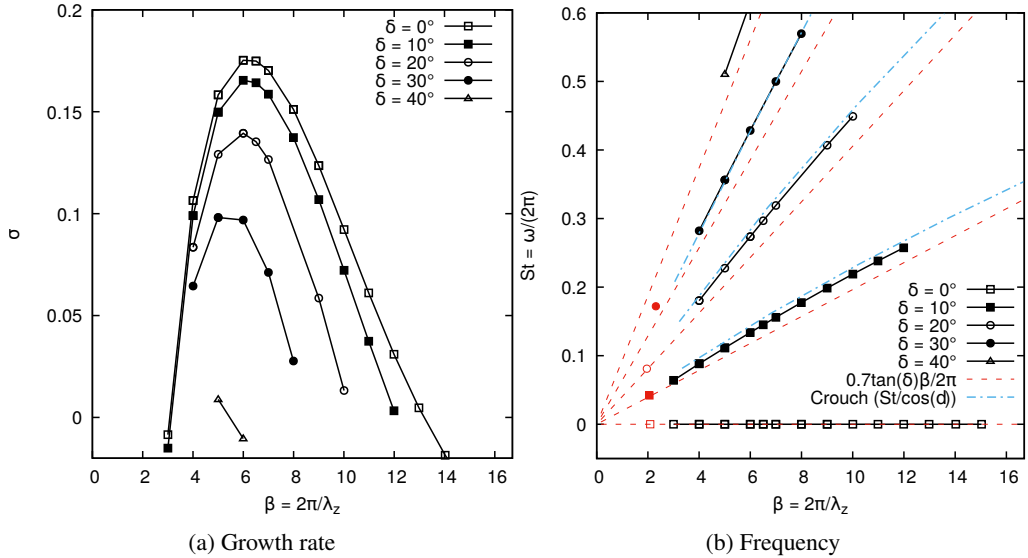 0.2
0.15
0.1
0.05
0
σ
0 2 4 6 8 10 12 14 16
β = 2π/λz
δ = 0°
δ = 10°
δ = 20°
δ = 30°
δ = 40°
(a) Growth rate
0.6
0.5
0.4
0.3
0.2
0.1
0
St = ω/(2π)
0 2 4 6 8 10 12 14 16
β = 2π/λz
δ = 0°
δ = 10°
δ = 20°
δ = 30°
δ = 40°
0.7tan(δ)β/2π
Crouch (St/cos(d))
(b) Frequency